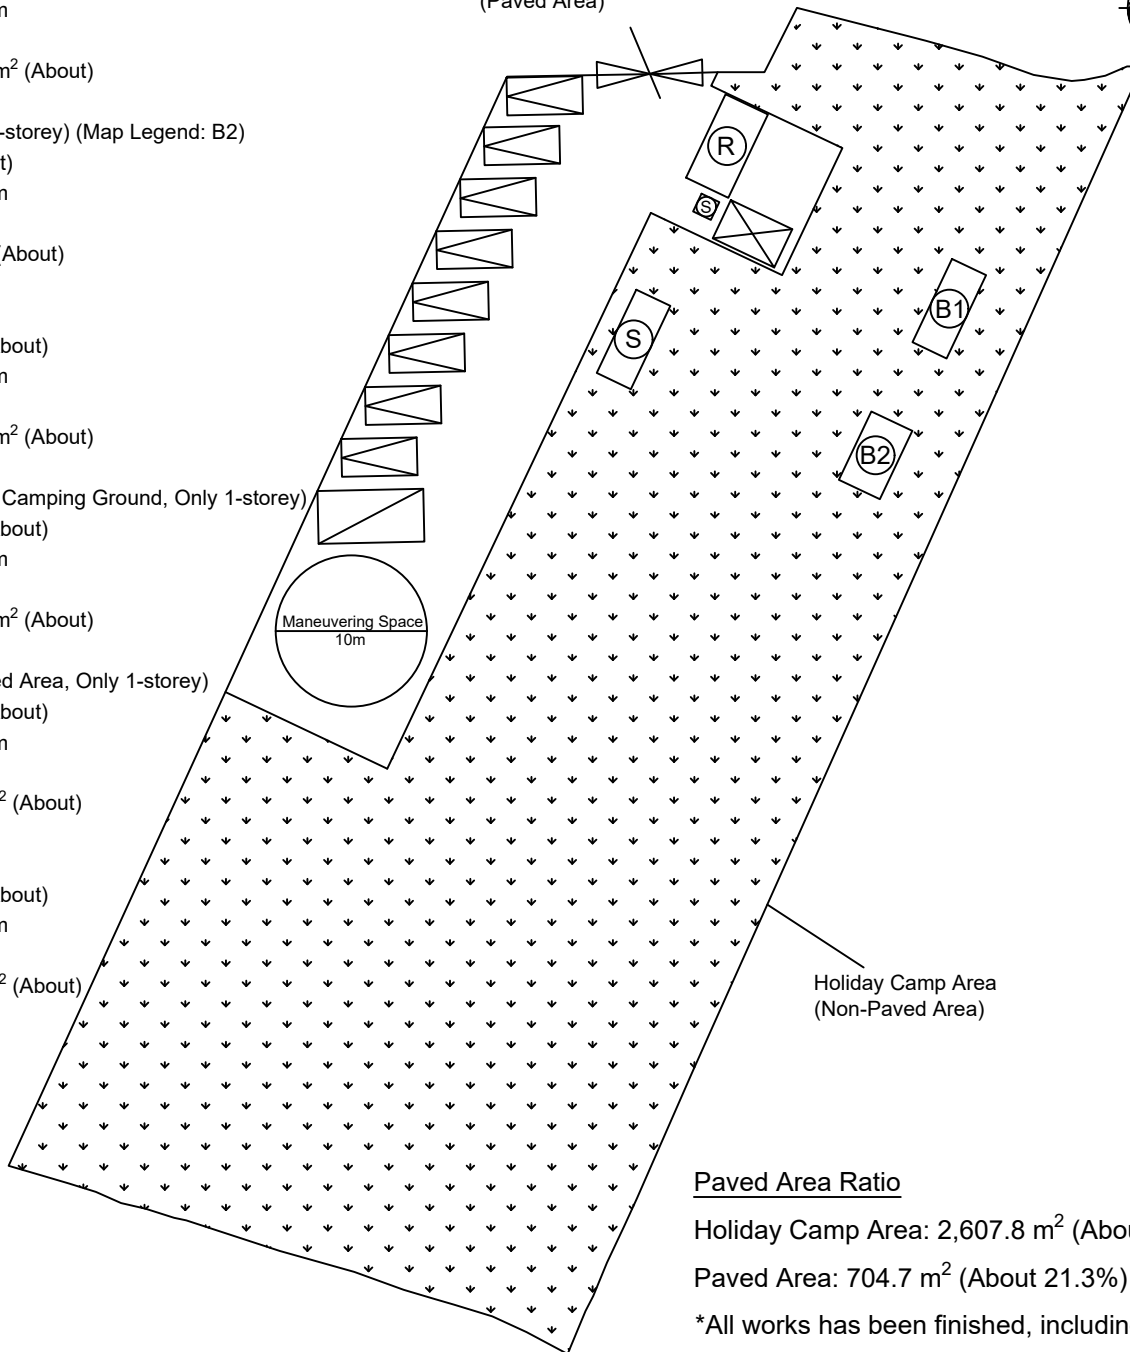 (Paved Area)
m
m² (About)
-storey) (Map Legend: B2)
t)
m
(About)
bout)
m
m² (About)
Camping Ground, Only 1-storey)
bout)
m
m² (About)
ed Area, Only 1-storey)
bout)
m
² (About)
bout)
m
² (About)
R
S
S
B1
B2
Maneuvering Space
10m
Holiday Camp Area
(Non-Paved Area)
Paved Area Ratio
Holiday Camp Area: 2,607.8 m² (Abou
Paved Area: 704.7 m² (About 21.3%)
*All works has been finished, includin